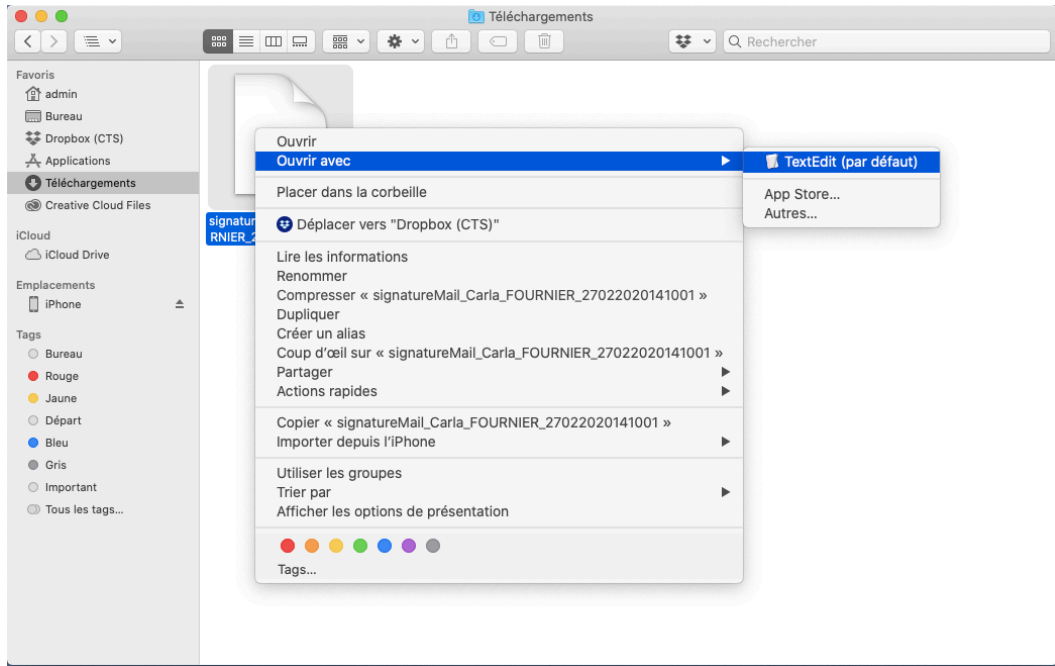 Téléchargements
Rechercher
Favoris
admin
Bureau
Dropbox (CTS)
Applications
Téléchargements
Creative Cloud Files
iCloud
iCloud Drive
Emplacements
iPhone
Tags
Bureau
Rouge
Jaune
Départ
Bleu
Gris
Important
Tous les tags...
signatur
RNIER_2
Ouvrir
Ouvrir avec
Placer dans la corbeille
Déplacer vers "Dropbox (CTS)"
Lire les informations
Renommer
Compresser « signatureMail_Carla_FOURNIER_27022020141001 »
Dupliquer
Créer un alias
Coup d'œil sur « signatureMail_Carla_FOURNIER_27022020141001 »
Partager
Actions rapides
Copier « signatureMail_Carla_FOURNIER_27022020141001 »
Importer depuis l'iPhone
Utiliser les groupes
Trier par
Afficher les options de présentation
Tags...
TextEdit (par défaut)
App Store...
Autres...